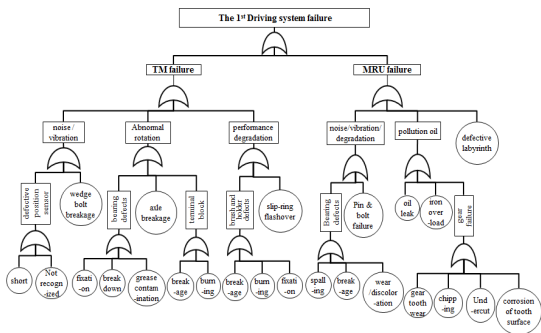 The 1st Driving system failure
TM failure
MRU failure
noise /
vibration
Abnormal
rotation
performance
degradation
noise/vibration/
degradation
pollution oil
defective
labyrinth
defective
position
sensor
wedge
bolt
breakage
bearing
defects
axle
breakage
terminal
block
brush and
holder
defects
slip-ring
flashover
Bearing
defects
Pin &
bolt
failure
oil
leak
iron
over
-load
gear
failure
short
Not
recogn
-ized
fixati
-on
break
down
grease
contam
-ination
break
-age
burn
-ing
break
-age
burn
-ing
fixati
-on
spall
-ing
break
-age
wear
/discolor
-ation
gear
tooth
wear
chipp
-ing
Und
-ercut
corrosion
of tooth
surface